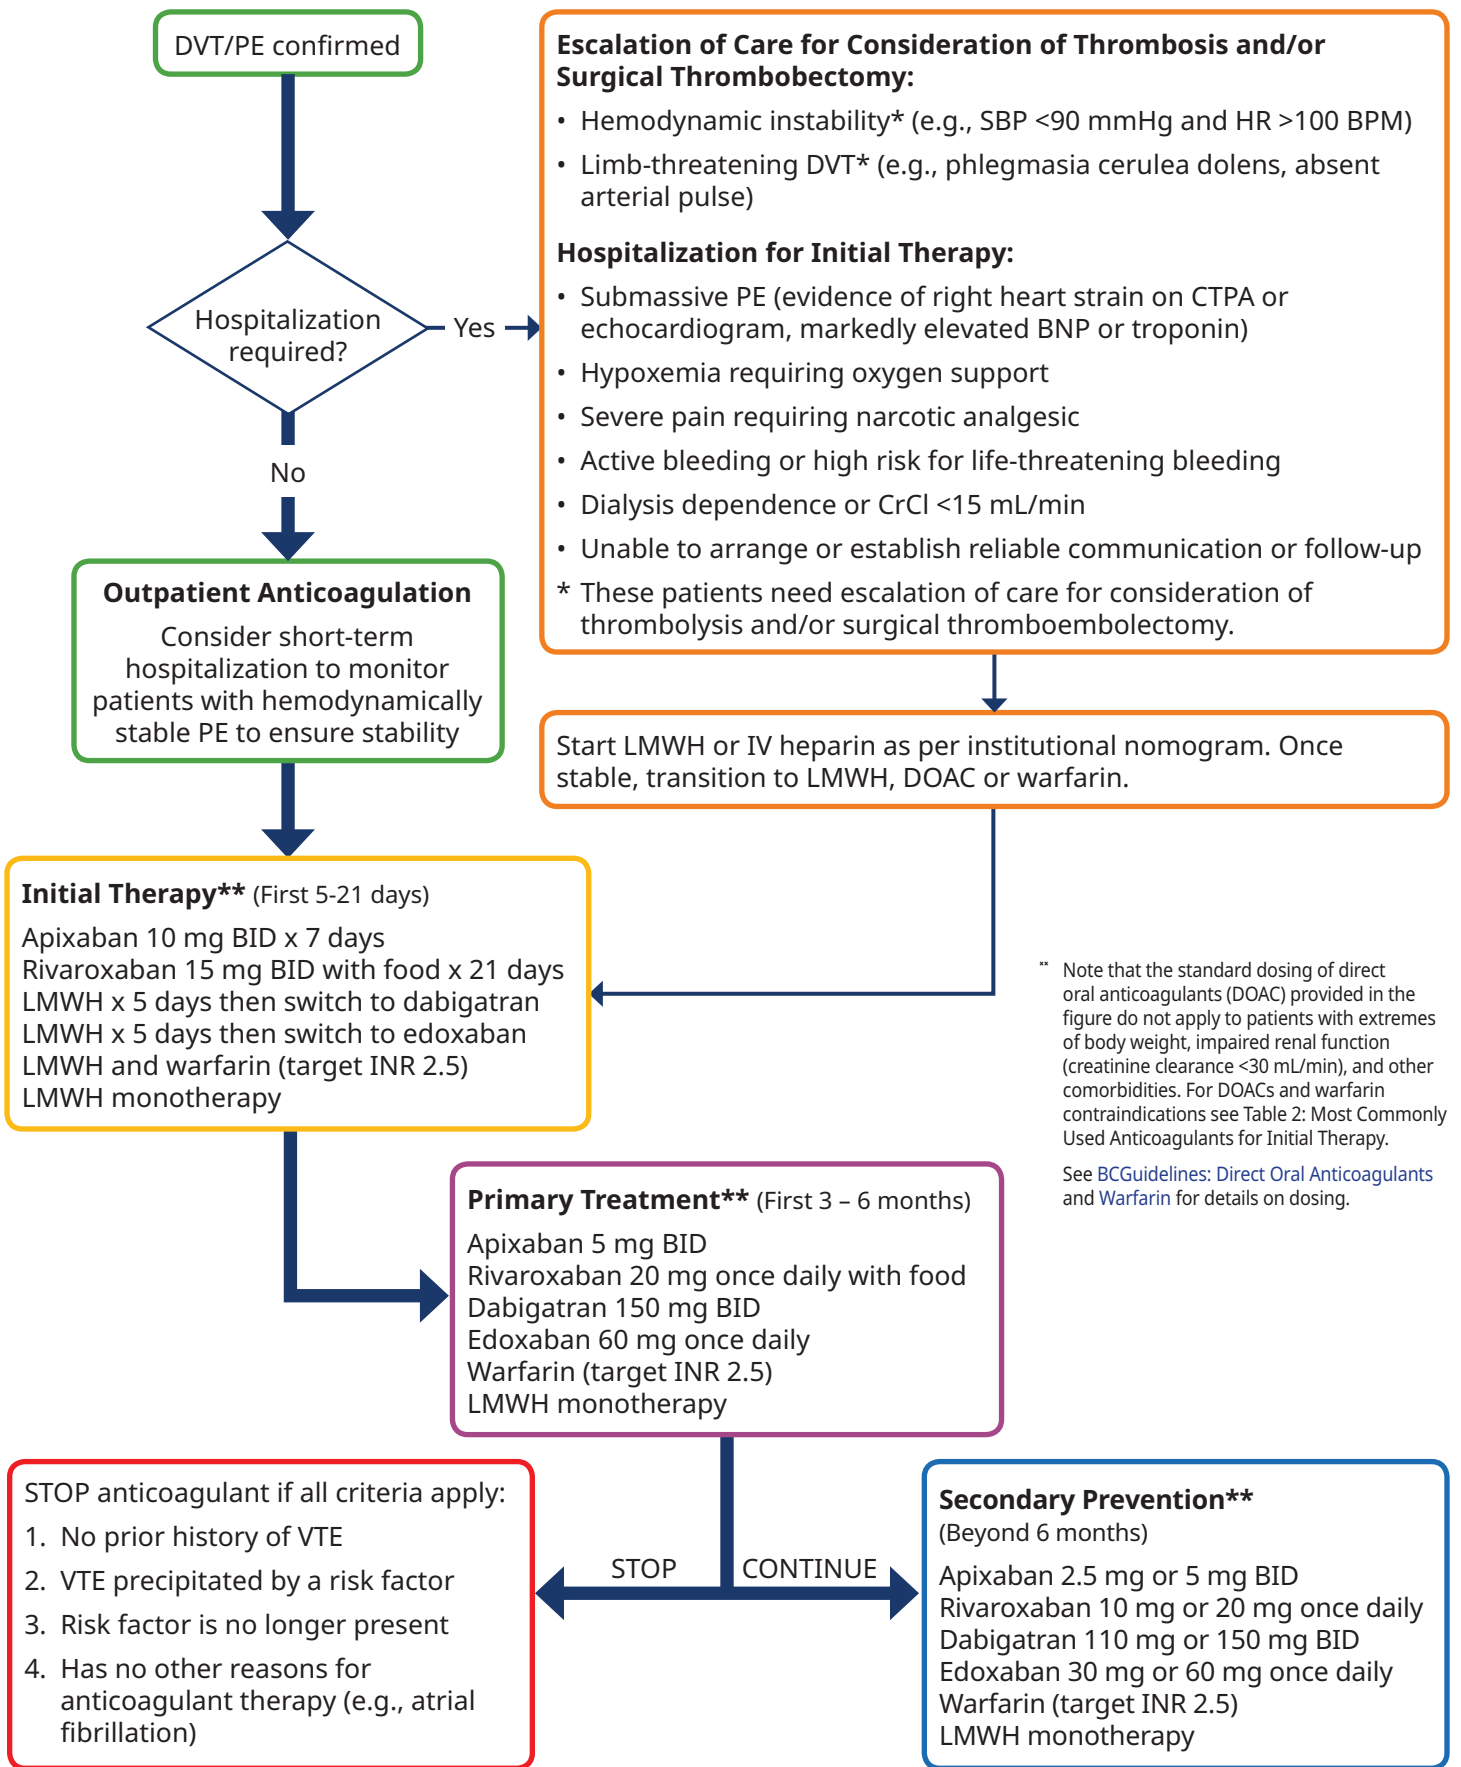 DVT/PE confirmed
Escalation of Care for Consideration of Thrombosis and/or
Surgical Thrombobectomy:
• Hemodynamic instability* (e.g., SBP <90 mmHg and HR >100 BPM)
• Limb-threatening DVT* (e.g., phlegmasia cerulea dolens, absent
arterial pulse)
Hospitalization for Initial Therapy:
• Submassive PE (evidence of right heart strain on CTPA or
echocardiogram, markedly elevated BNP or troponin)
• Hypoxemia requiring oxygen support
• Severe pain requiring narcotic analgesic
• Active bleeding or high risk for life-threatening bleeding
• Dialysis dependence or CrCl <15 mL/min
• Unable to arrange or establish reliable communication or follow-up
* These patients need escalation of care for consideration of
thrombolysis and/or surgical thromboembolectomy.
Hospitalization
required?
Yes
No
Outpatient Anticoagulation
Consider short-term
hospitalization to monitor
patients with hemodynamically
stable PE to ensure stability
Start LMWH or IV heparin as per institutional nomogram. Once
stable, transition to LMWH, DOAC or warfarin.
Initial Therapy** (First 5-21 days)
Apixaban 10 mg BID x 7 days
Rivaroxaban 15 mg BID with food x 21 days
LMWH x 5 days then switch to dabigatran
LMWH x 5 days then switch to edoxaban
LMWH and warfarin (target INR 2.5)
LMWH monotherapy
** Note that the standard dosing of direct
oral anticoagulants (DOAC) provided in the
figure do not apply to patients with extremes
of body weight, impaired renal function
(creatinine clearance <30 mL/min), and other
comorbidities. For DOACs and warfarin
contraindications see Table 2: Most Commonly
Used Anticoagulants for Initial Therapy.
See BCGuidelines: Direct Oral Anticoagulants
and Warfarin for details on dosing.
Primary Treatment** (First 3 – 6 months)
Apixaban 5 mg BID
Rivaroxaban 20 mg once daily with food
Dabigatran 150 mg BID
Edoxaban 60 mg once daily
Warfarin (target INR 2.5)
LMWH monotherapy
STOP
CONTINUE
STOP anticoagulant if all criteria apply:
1. No prior history of VTE
2. VTE precipitated by a risk factor
3. Risk factor is no longer present
4. Has no other reasons for
anticoagulant therapy (e.g., atrial
fibrillation)
Secondary Prevention**
(Beyond 6 months)
Apixaban 2.5 mg or 5 mg BID
Rivaroxaban 10 mg or 20 mg once daily
Dabigatran 110 mg or 150 mg BID
Edoxaban 30 mg or 60 mg once daily
Warfarin (target INR 2.5)
LMWH monotherapy